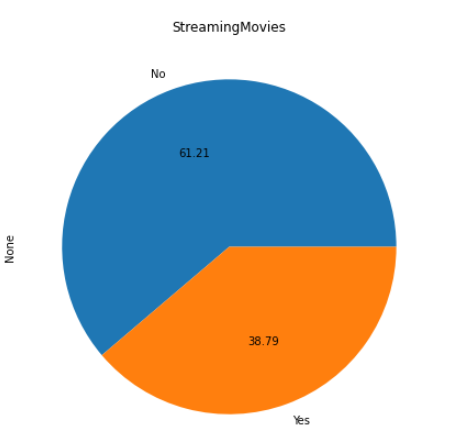 StreamingMovies
No
61.21
None
38.79
Yes